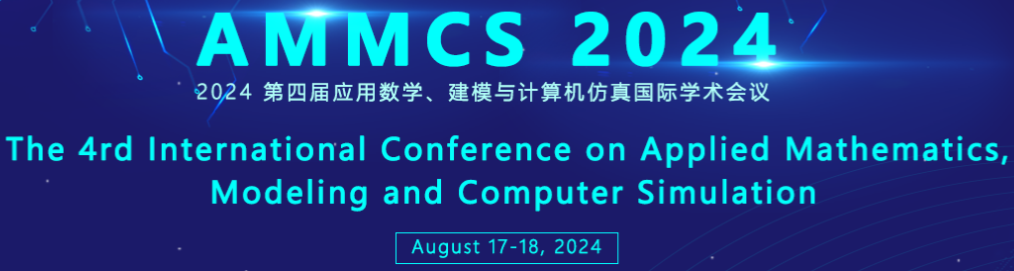 AMMCS 2024
2024 第四届应用数学、建模与计算机仿真国际学术会议
The 4rd International Conference on Applied Mathematics,
Modeling and Computer Simulation
August 17-18, 2024